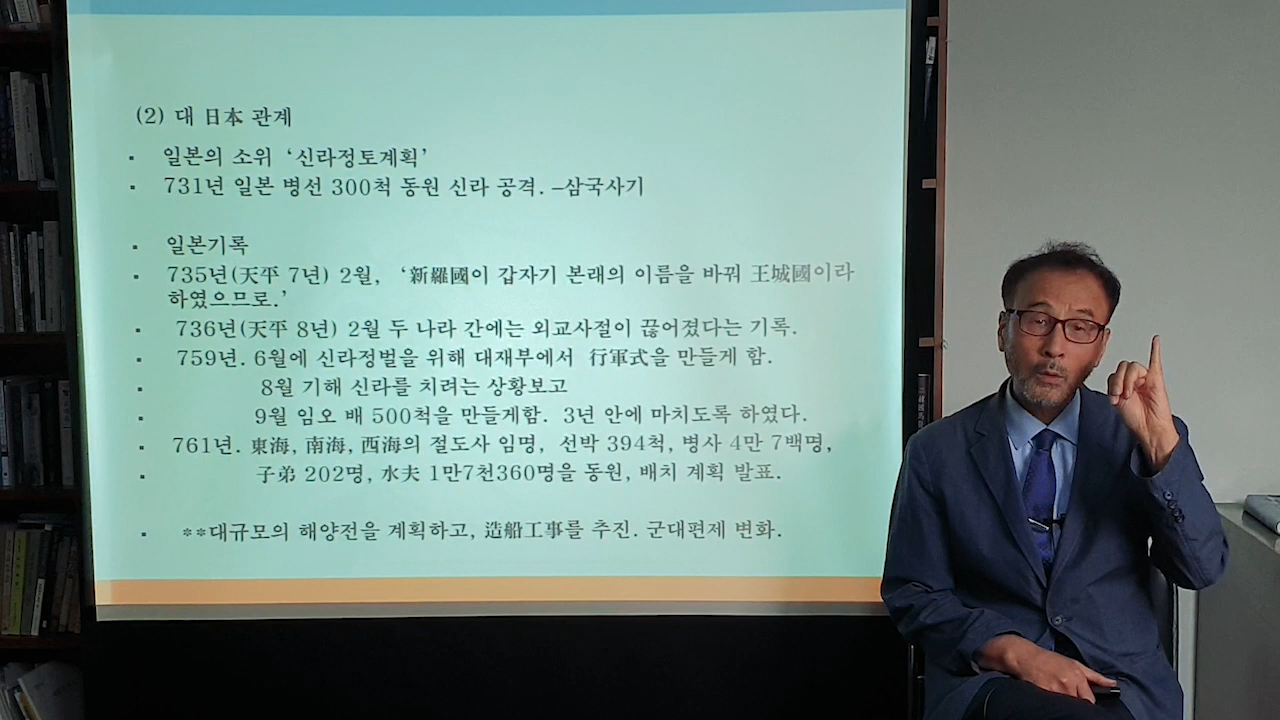 (2) 대 日本 관계
▪ 일본의 소위 ‘신라정토계획’
▪ 731년 일본 병선 300척 동원 신라 공격. –삼국사기
▪ 일본기록
▪ 735년(天平 7년) 2월, ‘新羅國이 갑자기 본래의 이름을 바꿔 王城國이라
하였으므로.’
▪ 736년(天平 8년) 2월 두 나라 간에는 외교사절이 끊어졌다는 기록.
▪ 759년. 6월에 신라정벌을 위해 대재부에서 行軍式을 만들게 함.
▪ 8월 기해 신라를 치려는 상황보고
▪ 9월 임오 배 500척을 만들게함. 3년 안에 마치도록 하였다.
▪ 761년. 東海, 南海, 西海의 절도사 임명, 선박 394척, 병사 4만 7백명,
▪ 子弟 202명, 水夫 1만7천360명을 동원, 배치 계획 발표.
▪ **대규모의 해양전을 계획하고, 造船工事를 추진. 군대편제 변화.